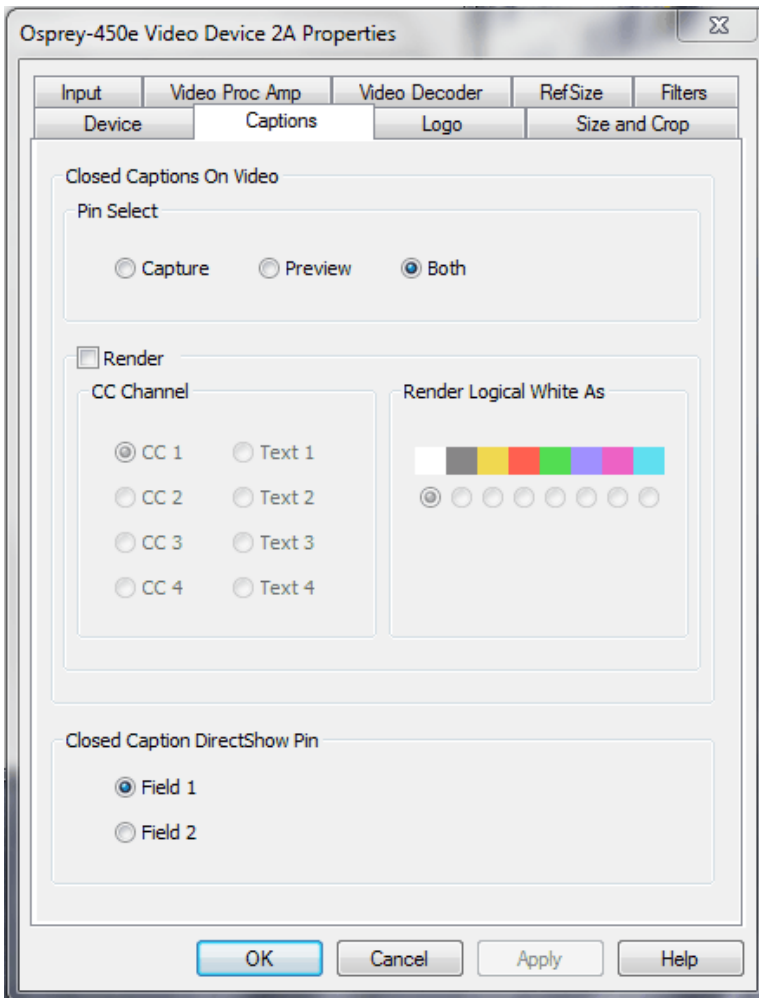 Osprey-450e Video Device 2A Properties
Input Video Proc Amp Video Decoder RefSize Filters
Device Captions Logo Size and Crop
Closed Captions On Video
Pin Select
Capture Preview Both
Render
CC Channel
CC 1 Text 1
CC 2 Text 2
CC 3 Text 3
CC 4 Text 4
Render Logical White As
Closed Caption DirectShow Pin
Field 1
Field 2
OK Cancel Apply Help